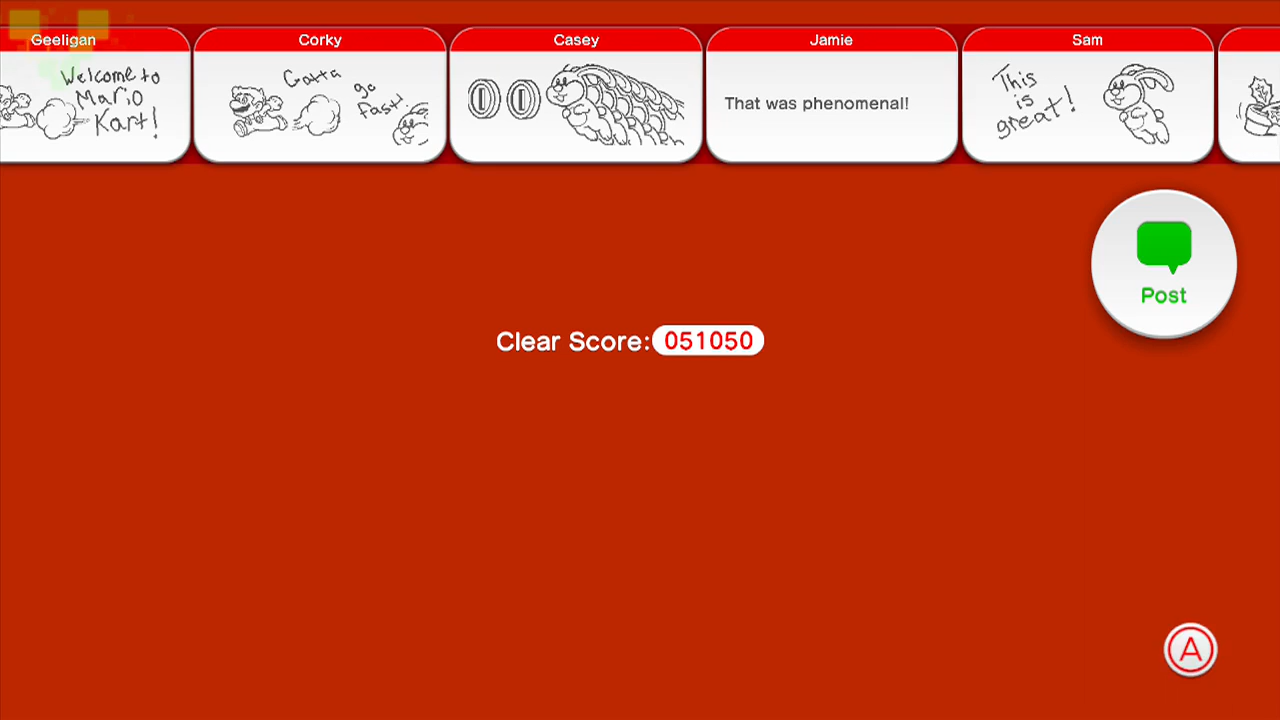 Geeligan
Welcome to
Mario
Kart!
Corky
Gotta
go
fast!
Casey
Jamie
That was phenomenal!
Sam
This
is
great!
Post
Clear Score: 051050
A